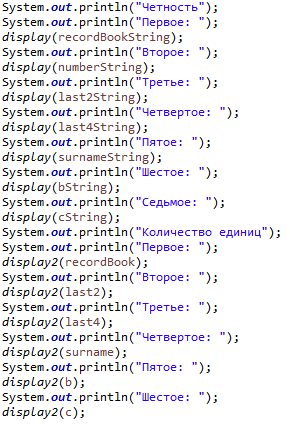 System.out.println("Четность");
System.out.println("Первое: ");
display(recordBookString);
System.out.println("Второе: ");
display(numberString);
System.out.println("Третье: ");
display(last2String);
System.out.println("Четвертое: ");
display(last4String);
System.out.println("Пятое: ");
display(surnameString);
System.out.println("Шестое: ");
display(bString);
System.out.println("Седьмое: ");
display(cString);
System.out.println("Количество единиц");
System.out.println("Первое: ");
display2(recordBook);
System.out.println("Второе: ");
display2(last2);
System.out.println("Третье: ");
display2(last4);
System.out.println("Четвертое: ");
display2(surname);
System.out.println("Пятое: ");
display2(b);
System.out.println("Шестое: ");
display2(c);